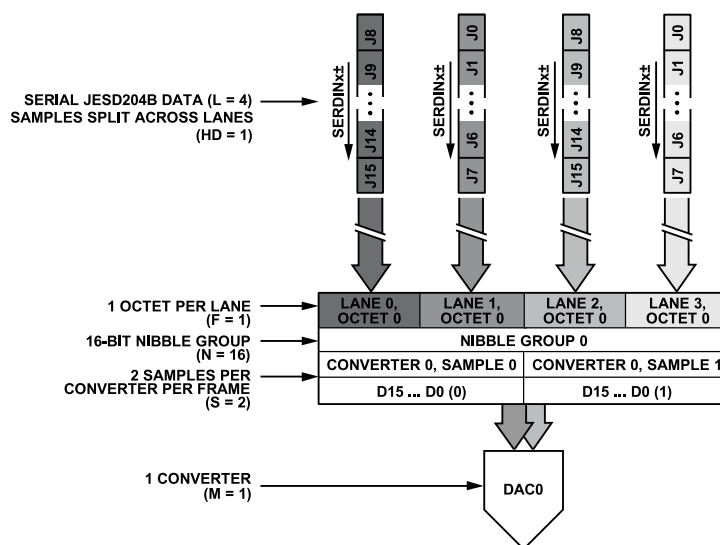 J8
J9
J14
J15
SERDINx±
J0
J1
J6
J7
SERDINx±
J8
J9
J14
J15
SERDINx±
J0
J1
J6
J7
SERDINx±
SERIAL JESD204B DATA (L = 4)
SAMPLES SPLIT ACROSS LANES
(HD = 1)
1 OCTET PER LANE
(F = 1)
LANE 0,
OCTET 0
LANE 1,
OCTET 0
LANE 2,
OCTET 0
LANE 3,
OCTET 0
16-BIT NIBBLE GROUP
(N = 16)
NIBBLE GROUP 0
2 SAMPLES PER
CONVERTER PER FRAME
(S = 2)
CONVERTER 0, SAMPLE 0
CONVERTER 0, SAMPLE 1
D15 ... D0 (0)
D15 ... D0 (1)
1 CONVERTER
(M = 1)
DAC0